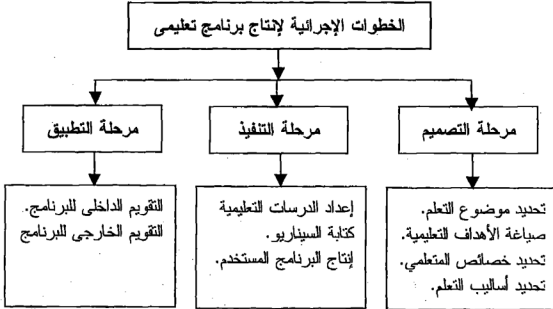 الخطوات الإجرائية لإنتاج برنامج تعليمى
مرحلة التصميم
مرحلة التنفيذ
مرحلة التطبيق
تحديد موضوع التعلم.
صياغة الأهداف التعليمية.
تحديد خصائص المتعلمي.
تحديد أساليب التعلم.
إعداد الدرسات التعليمية
كتابة السيناريو.
إنتاج البرنامج المستخدم.
التقويم الداخلى للبرنامج.
التقويم الخارجى للبرنامج